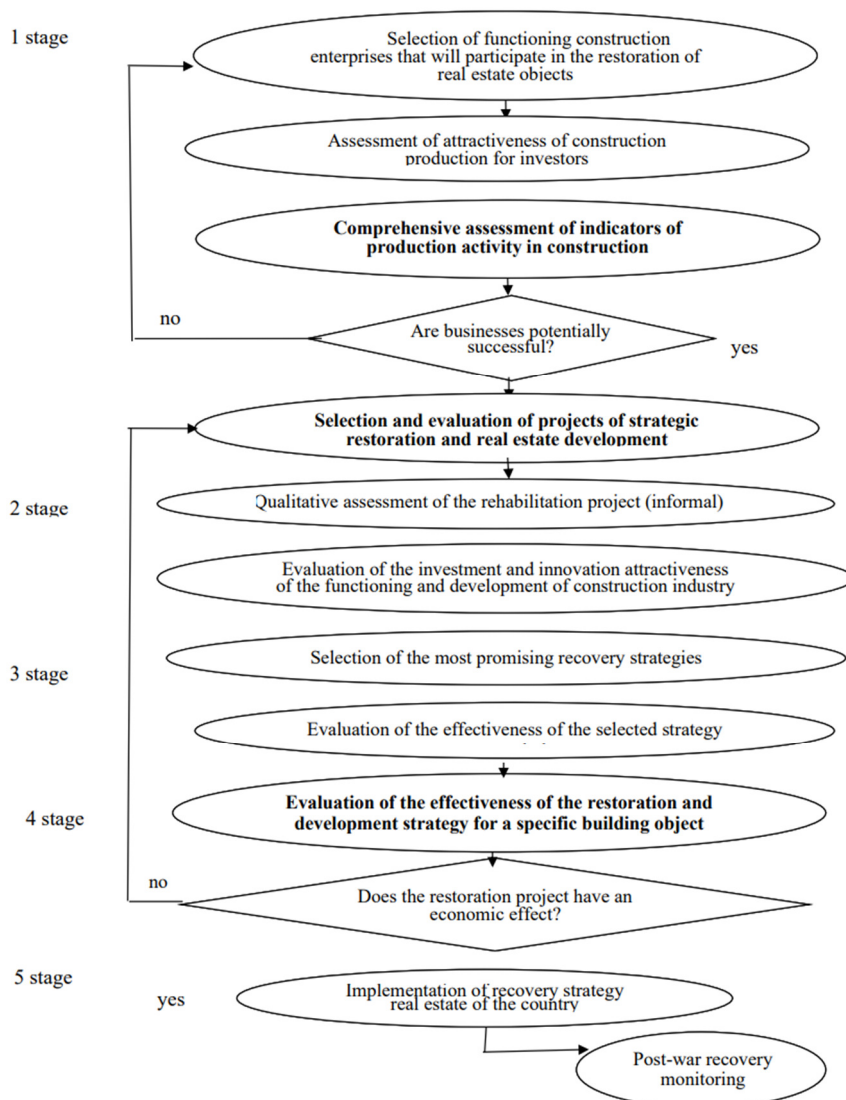 1 stage
Selection of functioning construction
enterprises that will participate in the restoration of
real estate objects
Assessment of attractiveness of construction
production for investors
Comprehensive assessment of indicators of
production activity in construction
no
Are businesses potentially
successful?
yes
Selection and evaluation of projects of strategic
restoration and real estate development
2 stage
Qualitative assessment of the rehabilitation project (informal)
Evaluation of the investment and innovation attractiveness
of the functioning and development of construction industry
3 stage
Selection of the most promising recovery strategies
Evaluation of the effectiveness of the selected strategy
4 stage
Evaluation of the effectiveness of the restoration and
development strategy for a specific building object
no
Does the restoration project have an
economic effect?
5 stage
yes
Implementation of recovery strategy
real estate of the country
Post-war recovery
monitoring